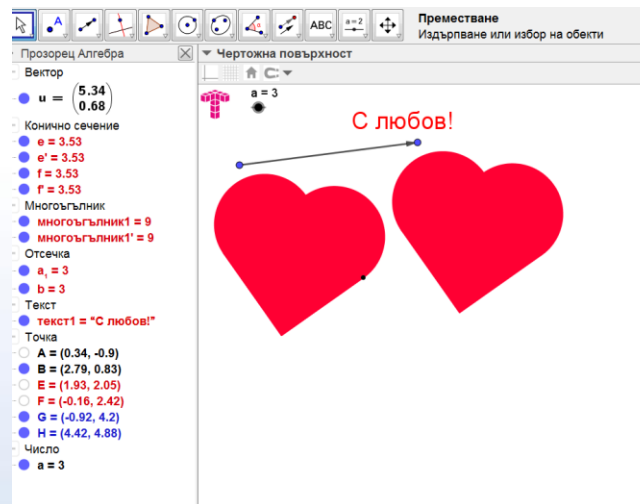 ABC
a=2
Преместване
Издърпване или избор на обекти
Прозорец Алгебра
Чертожна повърхност
Вектор
u = (5.34
0.68)
Конично сечение
e = 3.53
e' = 3.53
f = 3.53
f' = 3.53
Многоъгълник
многоъгълник1 = 9
многоъгълник1' = 9
Отсечка
a₁ = 3
b = 3
Текст
текст1 = "С любов!"
Точка
A = (0.34, -0.9)
B = (2.79, 0.83)
E = (1.93, 2.05)
F = (-0.16, 2.42)
G = (-0.92, 4.2)
H = (4.42, 4.88)
Число
a = 3
a = 3
С любов!